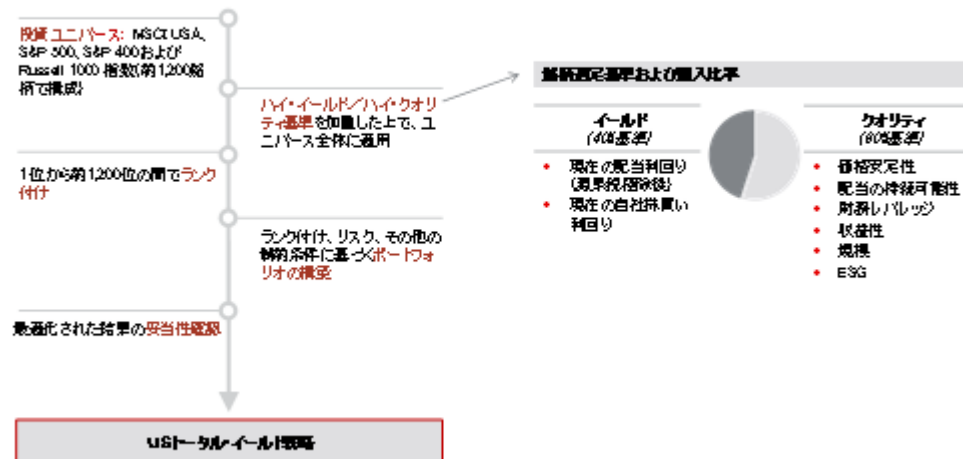 投資ユニバース: MSCI USA、
S&P 500、S&P 400および
Russell 1000 指数(約1,200銘
柄で構成)
ハイ・イールド/ハイ・クオリ
ティ基準を加重した上で、ユ
ニバース全体に適用
1位から約1,200位の間でランク
付け
ランク付け、リスク、その他の
制約条件に基づくポートフォ
リオの構築
最適化された結果の妥当性確認
USトータル・イールド戦略
銘柄選定基準および組入比率
イールド
(40%基準)
現在の配当利回り
(源泉税控除後)
現在の自社株買い
利回り
クオリティ
(60%基準)
価格安定性
配当の持続可能性
財務レバレッジ
収益性
規模
ESG